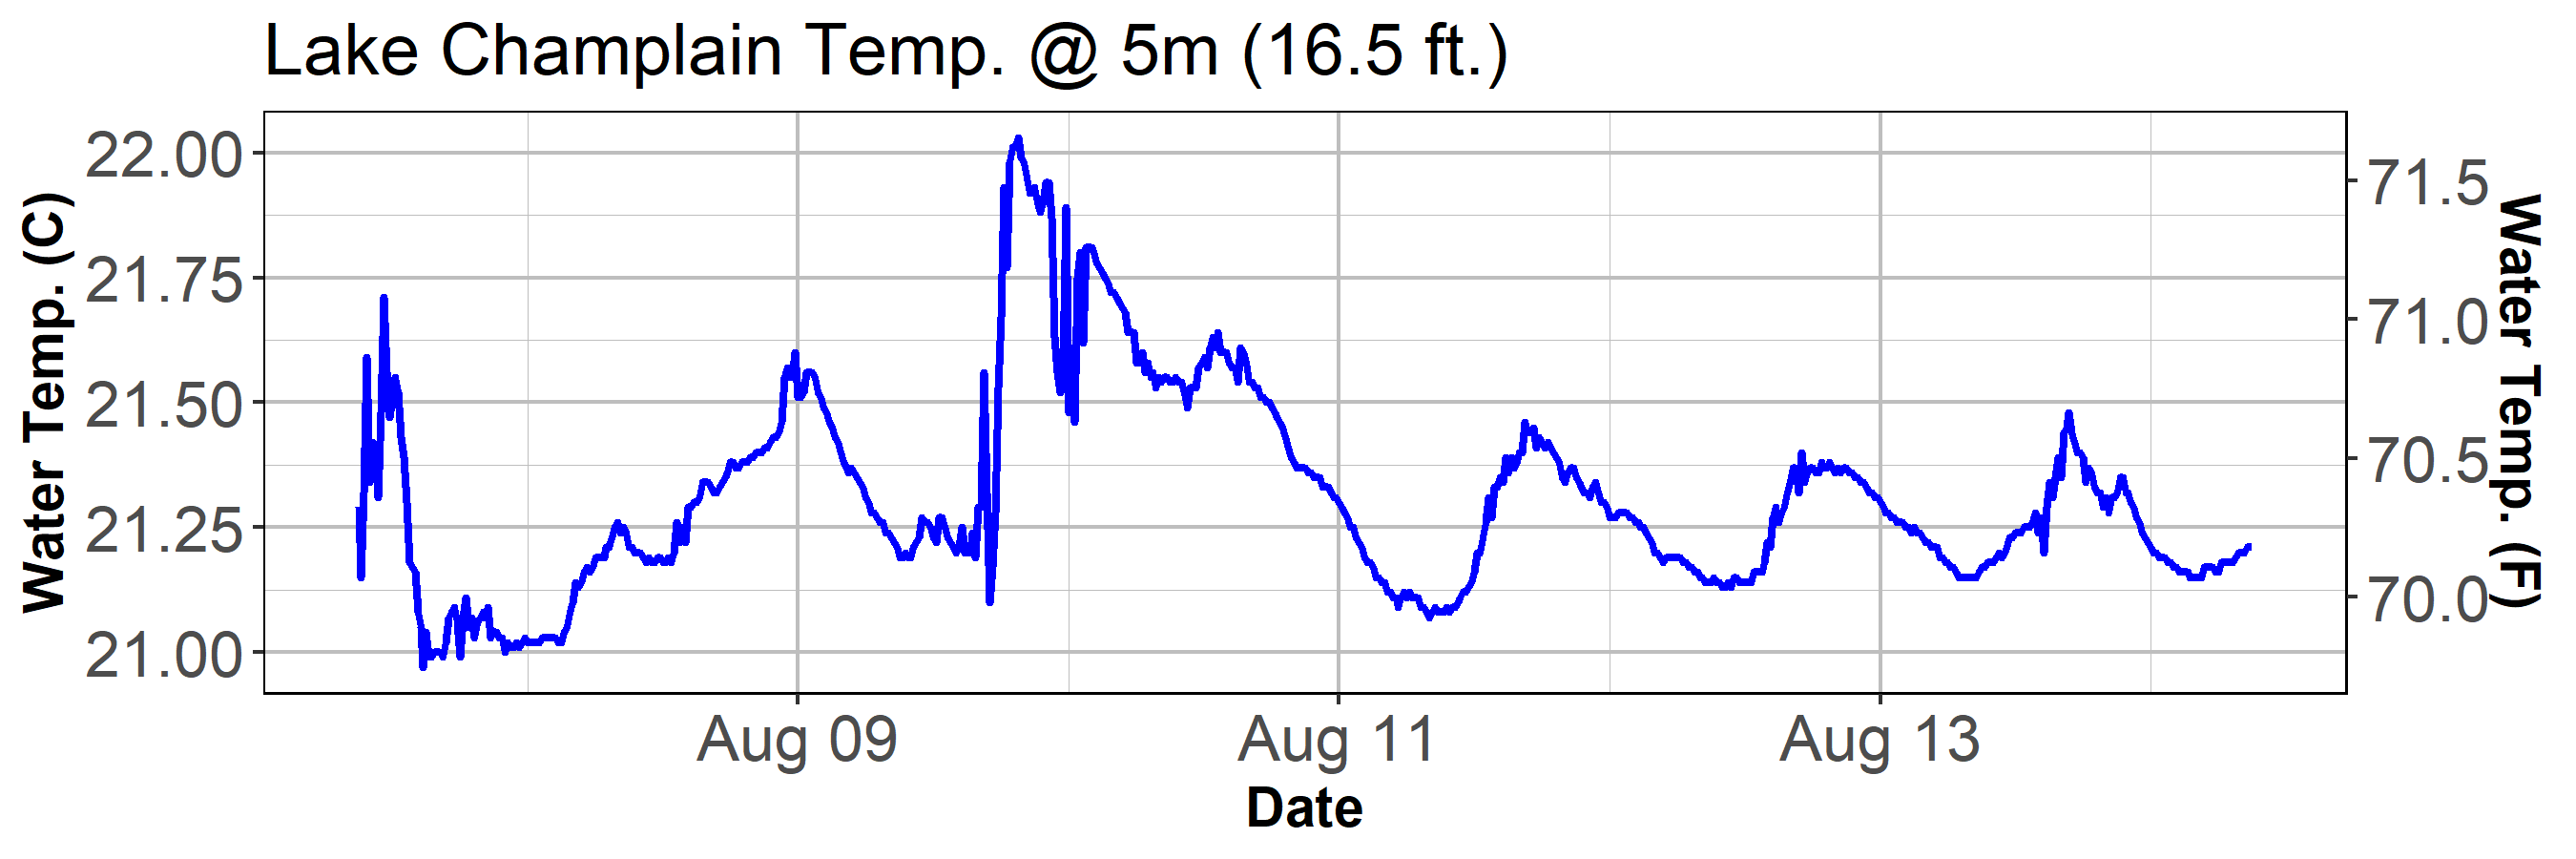 Lake Champlain Temp. @ 5m (16.5 ft.)
Water Temp. (C)
22.00
21.75
21.50
21.25
21.00
71.5
71.0
70.5
70.0
Water Temp. (F)
Aug 09
Aug 11
Aug 13
Date